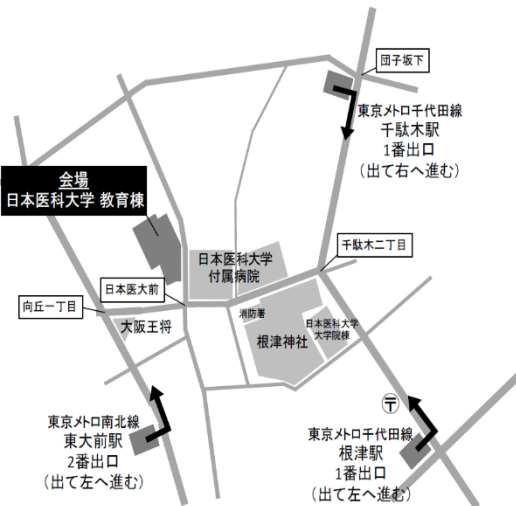 団子坂下
東京メトロ千代田線
千駄木駅
1番出口
(出て右へ進む)
会場
日本医科大学 教育棟
千駄木二丁目
日本医科大学
付属病院
日本医大前
向丘一丁目
大阪王将
消防署
根津神社
日本医科大学
大学院棟
〒
東京メトロ南北線
東大前駅
2番出口
(出て左へ進む)
東京メトロ千代田線
根津駅
1番出口
(出て左へ進む)